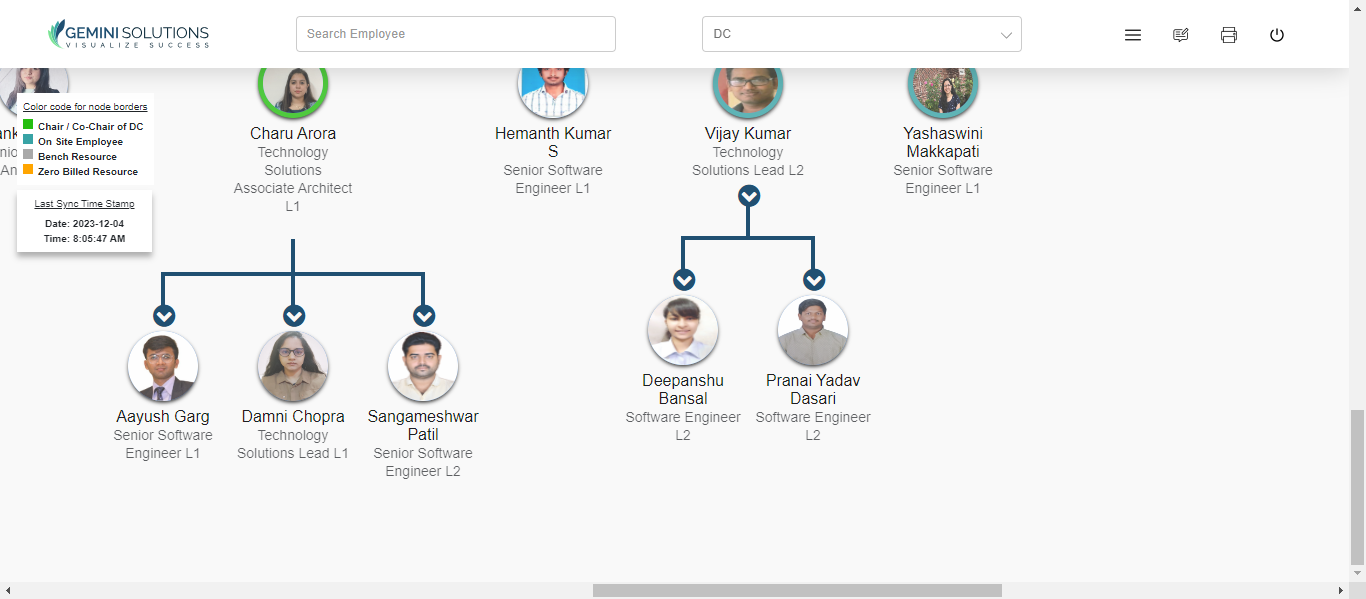 GEMINI SOLUTIONS
VISUALIZE SUCCESS
Search Employee
DC
Color code for node borders
Chair / Co-Chair of DC
On Site Employee
Bench Resource
Zero Billed Resource
Last Sync Time Stamp
Date: 2023-12-04
Time: 8:05:47 AM
Charu Arora
Technology
Solutions
Associate Architect
L1
Hemanth Kumar
S
Senior Software
Engineer L1
Vijay Kumar
Technology
Solutions Lead L2
Yashaswini
Makkapati
Senior Software
Engineer L1
Aayush Garg
Senior Software
Engineer L1
Damni Chopra
Technology
Solutions Lead L1
Sangameshwar
Patil
Senior Software
Engineer L2
Deepanshu
Bansal
Software Engineer
L2
Pranai Yadav
Dasari
Software Engineer
L2